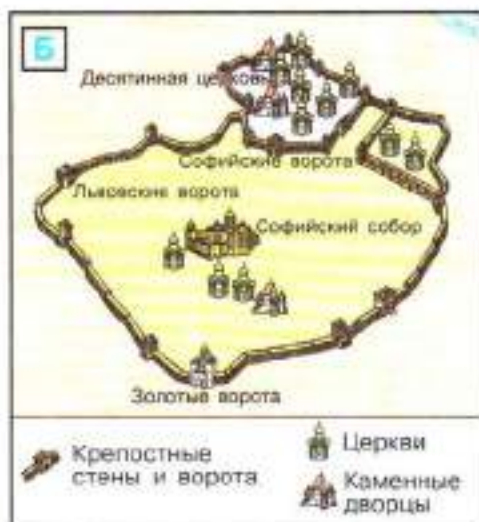 Б
Десятинная церковь
Софийские ворота
Львовские ворота
Софийский собор
Золотые ворота
Крепостные
стены и ворота
Церкви
Каменные
дворцы